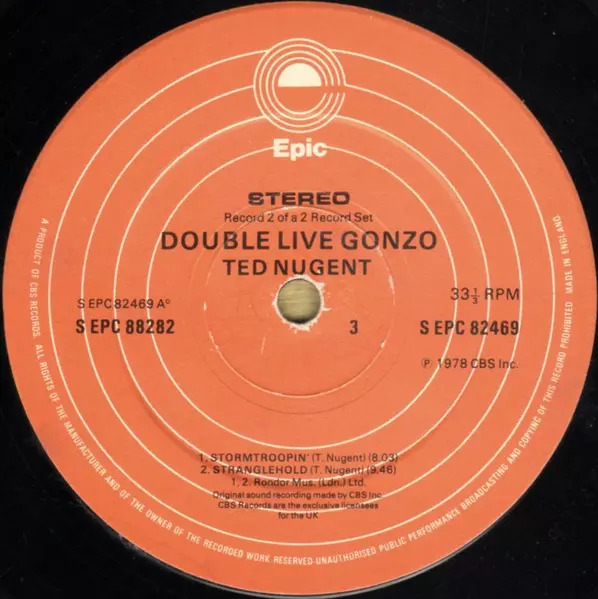 Epic
STEREO
Record 2 of a 2 Record Set
DOUBLE LIVE GONZO
TED NUGENT
S EPC 82469 A°
S EPC 88282
3
33⅓ RPM
S EPC 82469
℗ 1978 CBS Inc.
1. STORMTROOPIN' (T. Nugent) (8.03)
2. STRANGLEHOLD (T. Nugent) (9.46)
1. 2. Rondor Mus. (Ldn.) Ltd.
Original sound recording made by CBS Inc
CBS Records are the exclusive licensees
for the UK
A PRODUCT OF CBS RECORDS. ALL RIGHTS OF THE MANUFACTURER AND OF THE OWNER OF THE RECORDED WORK RESERVED-UNAUTHORISED PUBLIC PERFORMANCE BROADCASTING AND COPYING OF THIS RECORD PROHIBITED MADE IN ENGLAND.